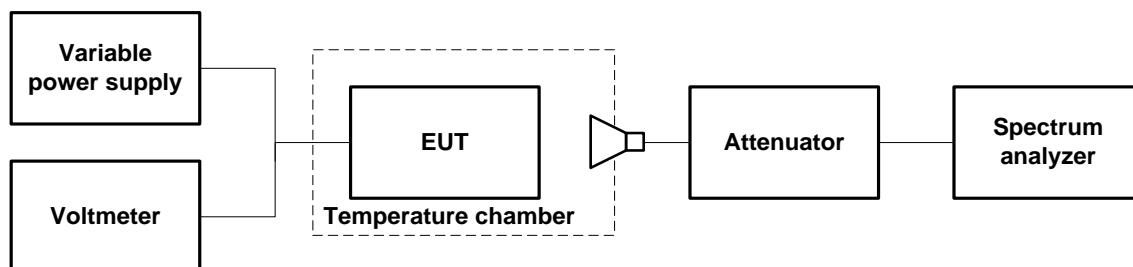 Variable
power supply
Voltmeter
EUT
Temperature chamber
Attenuator
Spectrum
analyzer